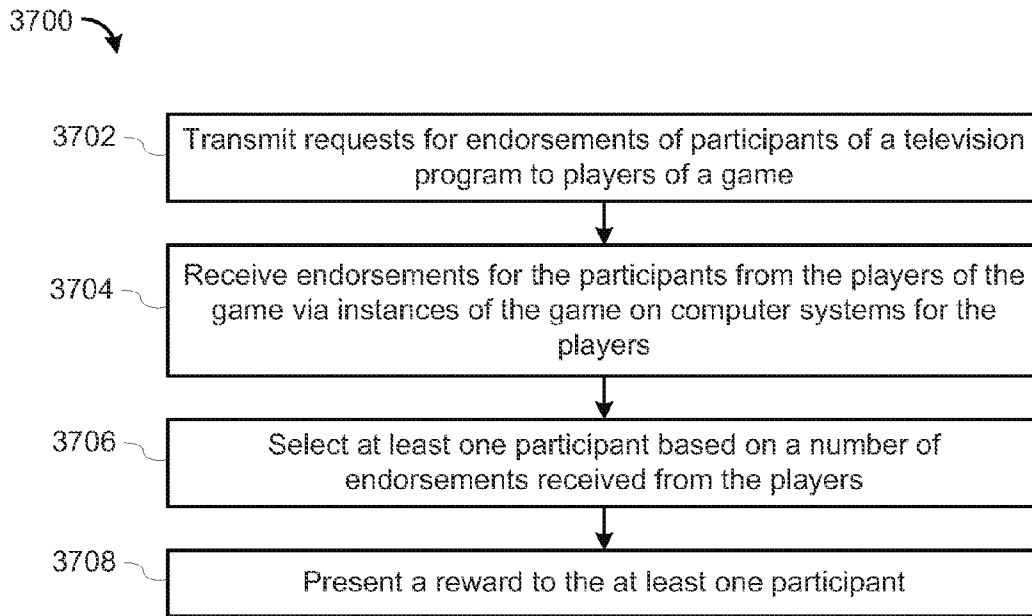 3700
3702
Transmit requests for endorsements of participants of a television
program to players of a game
3704
Receive endorsements for the participants from the players of the
game via instances of the game on computer systems for the
players
3706
Select at least one participant based on a number of
endorsements received from the players
3708
Present a reward to the at least one participant